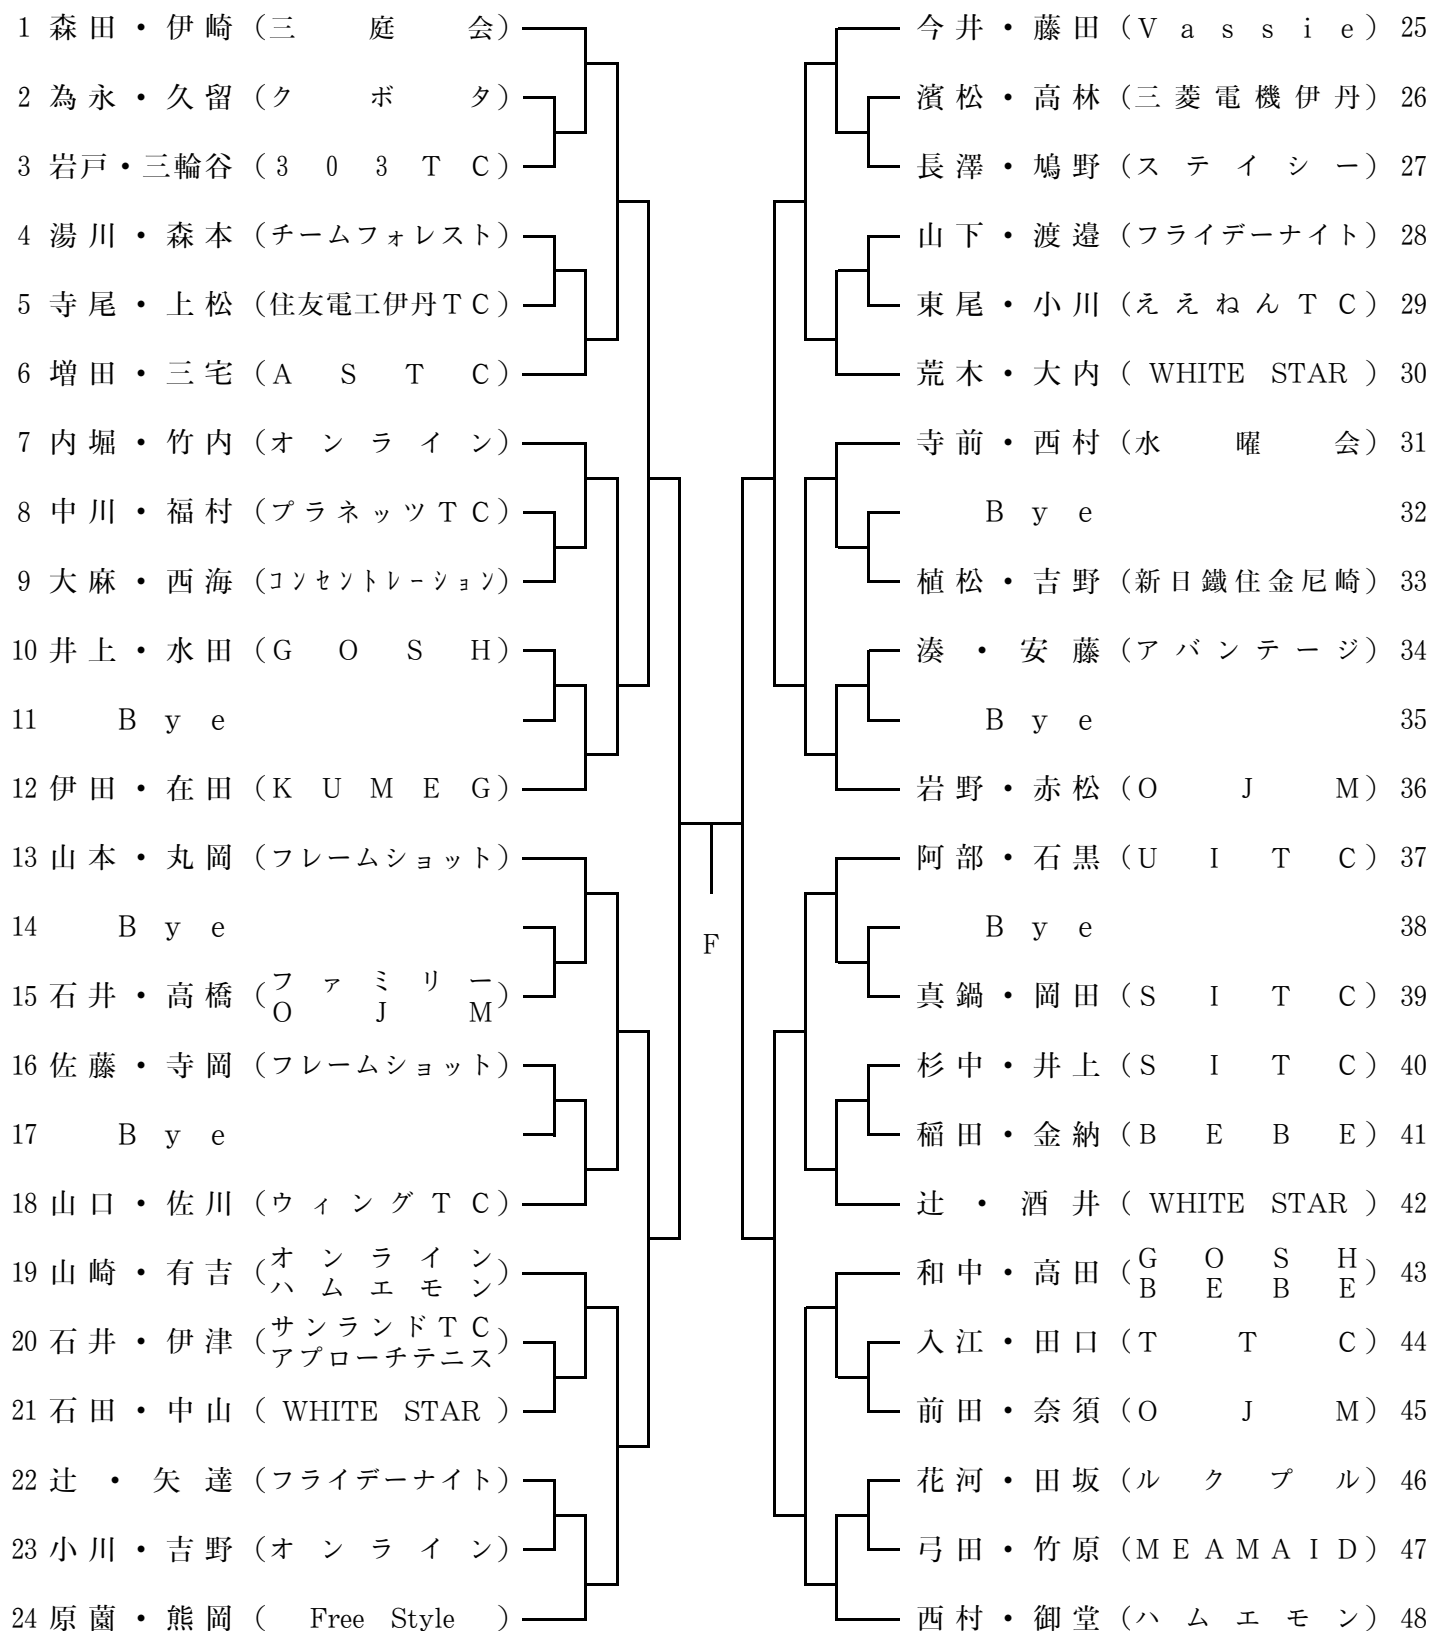 1 森田・伊崎（三庭会）
2 為永・久留（クボタ）
3 岩戸・三輪谷（303TC）
4 湯川・森本（チームフォレスト）
5 寺尾・上松（住友電工伊丹TC）
6 増田・三宅（ASTC）
7 内堀・竹内（オンライン）
8 中川・福村（プラネッツTC）
9 大麻・西海（ｺﾝｾﾝﾄﾚｰｼｮﾝ）
10 井上・水田（GOSH）
11 Bye
12 伊田・在田（KUMEG）
13 山本・丸岡（フレームショット）
14 Bye
15 石井・高橋（ファミリー
OJM）
16 佐藤・寺岡（フレームショット）
17 Bye
18 山口・佐川（ウィングTC）
19 山崎・有吉（オンライン
ハムエモン）
20 石井・伊津（サンランドTC
アプローチテニス）
21 石田・中山（WHITE STAR）
22 辻・矢達（フライデーナイト）
23 小川・吉野（オンライン）
24 原薗・熊岡（Free Style）
F
今井・藤田（Vassie）25
濱松・高林（三菱電機伊丹）26
長澤・鳩野（ステイシー）27
山下・渡邉（フライデーナイト）28
東尾・小川（ええねんTC）29
荒木・大内（WHITE STAR）30
寺前・西村（水曜会）31
Bye 32
植松・吉野（新日鐵住金尼崎）33
湊・安藤（アバンテージ）34
Bye 35
岩野・赤松（OJM）36
阿部・石黒（UITC）37
Bye 38
真鍋・岡田（SITC）39
杉中・井上（SITC）40
稲田・金納（BEBE）41
辻・酒井（WHITE STAR）42
和中・高田（GOSH
BEBE）43
入江・田口（TTC）44
前田・奈須（OJM）45
花河・田坂（ルクプル）46
弓田・竹原（MEAMAID）47
西村・御堂（ハムエモン）48